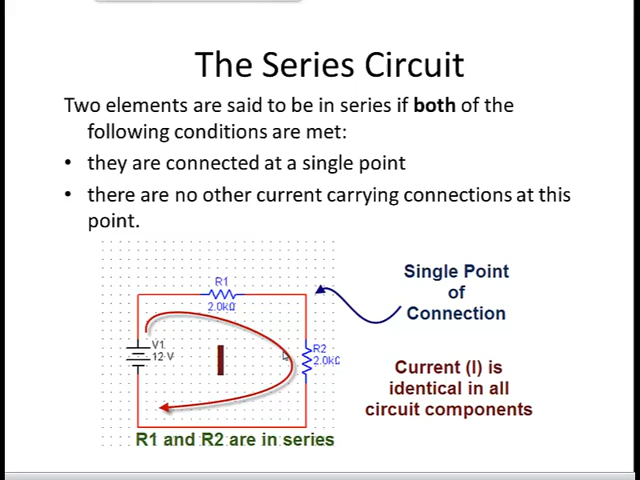 The Series Circuit
Two elements are said to be in series if both of the
following conditions are met:
• they are connected at a single point
• there are no other current carrying connections at this
point.
R1
2.0kΩ
Single Point
of
Connection
V1
12 V
I
R2
2.0kΩ
Current (I) is
identical in all
circuit components
R1 and R2 are in series